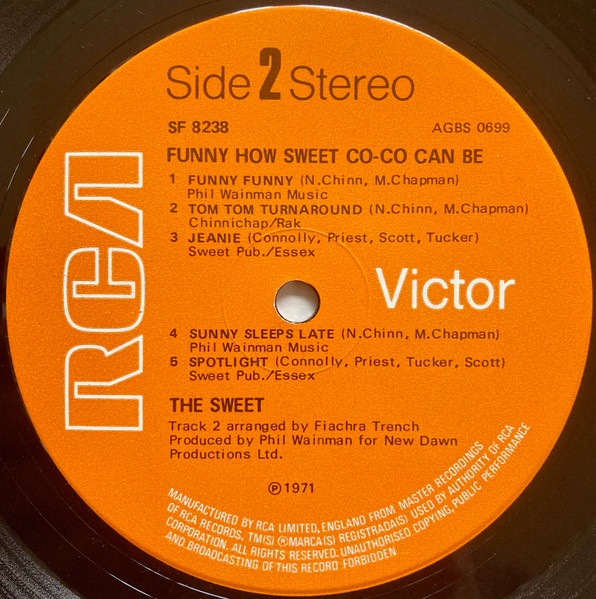 Side 2 Stereo
SF 8238 AGBS 0699
FUNNY HOW SWEET CO-CO CAN BE
1 FUNNY FUNNY (N.Chinn, M.Chapman)
Phil Wainman Music
2 TOM TOM TURNAROUND (N.Chinn, M.Chapman)
Chinnichap/Rak
3 JEANIE (Connolly, Priest, Scott, Tucker)
Sweet Pub./Essex
RCA Victor
4 SUNNY SLEEPS LATE (N.Chinn, M.Chapman)
Phil Wainman Music
5 SPOTLIGHT (Connolly, Priest, Tucker, Scott)
Sweet Pub./Essex
THE SWEET
Track 2 arranged by Fiachra Trench
Produced by Phil Wainman for New Dawn
Productions Ltd.
℗1971
MANUFACTURED BY RCA LIMITED, ENGLAND FROM MASTER RECORDINGS
OF RCA RECORDS, TM(S) ®MARCA(S) REGISTRADA(S) USED BY AUTHORITY OF RCA
CORPORATION. ALL RIGHTS RESERVED. UNAUTHORISED COPYING, PUBLIC PERFORMANCE
AND BROADCASTING OF THIS RECORD FORBIDDEN